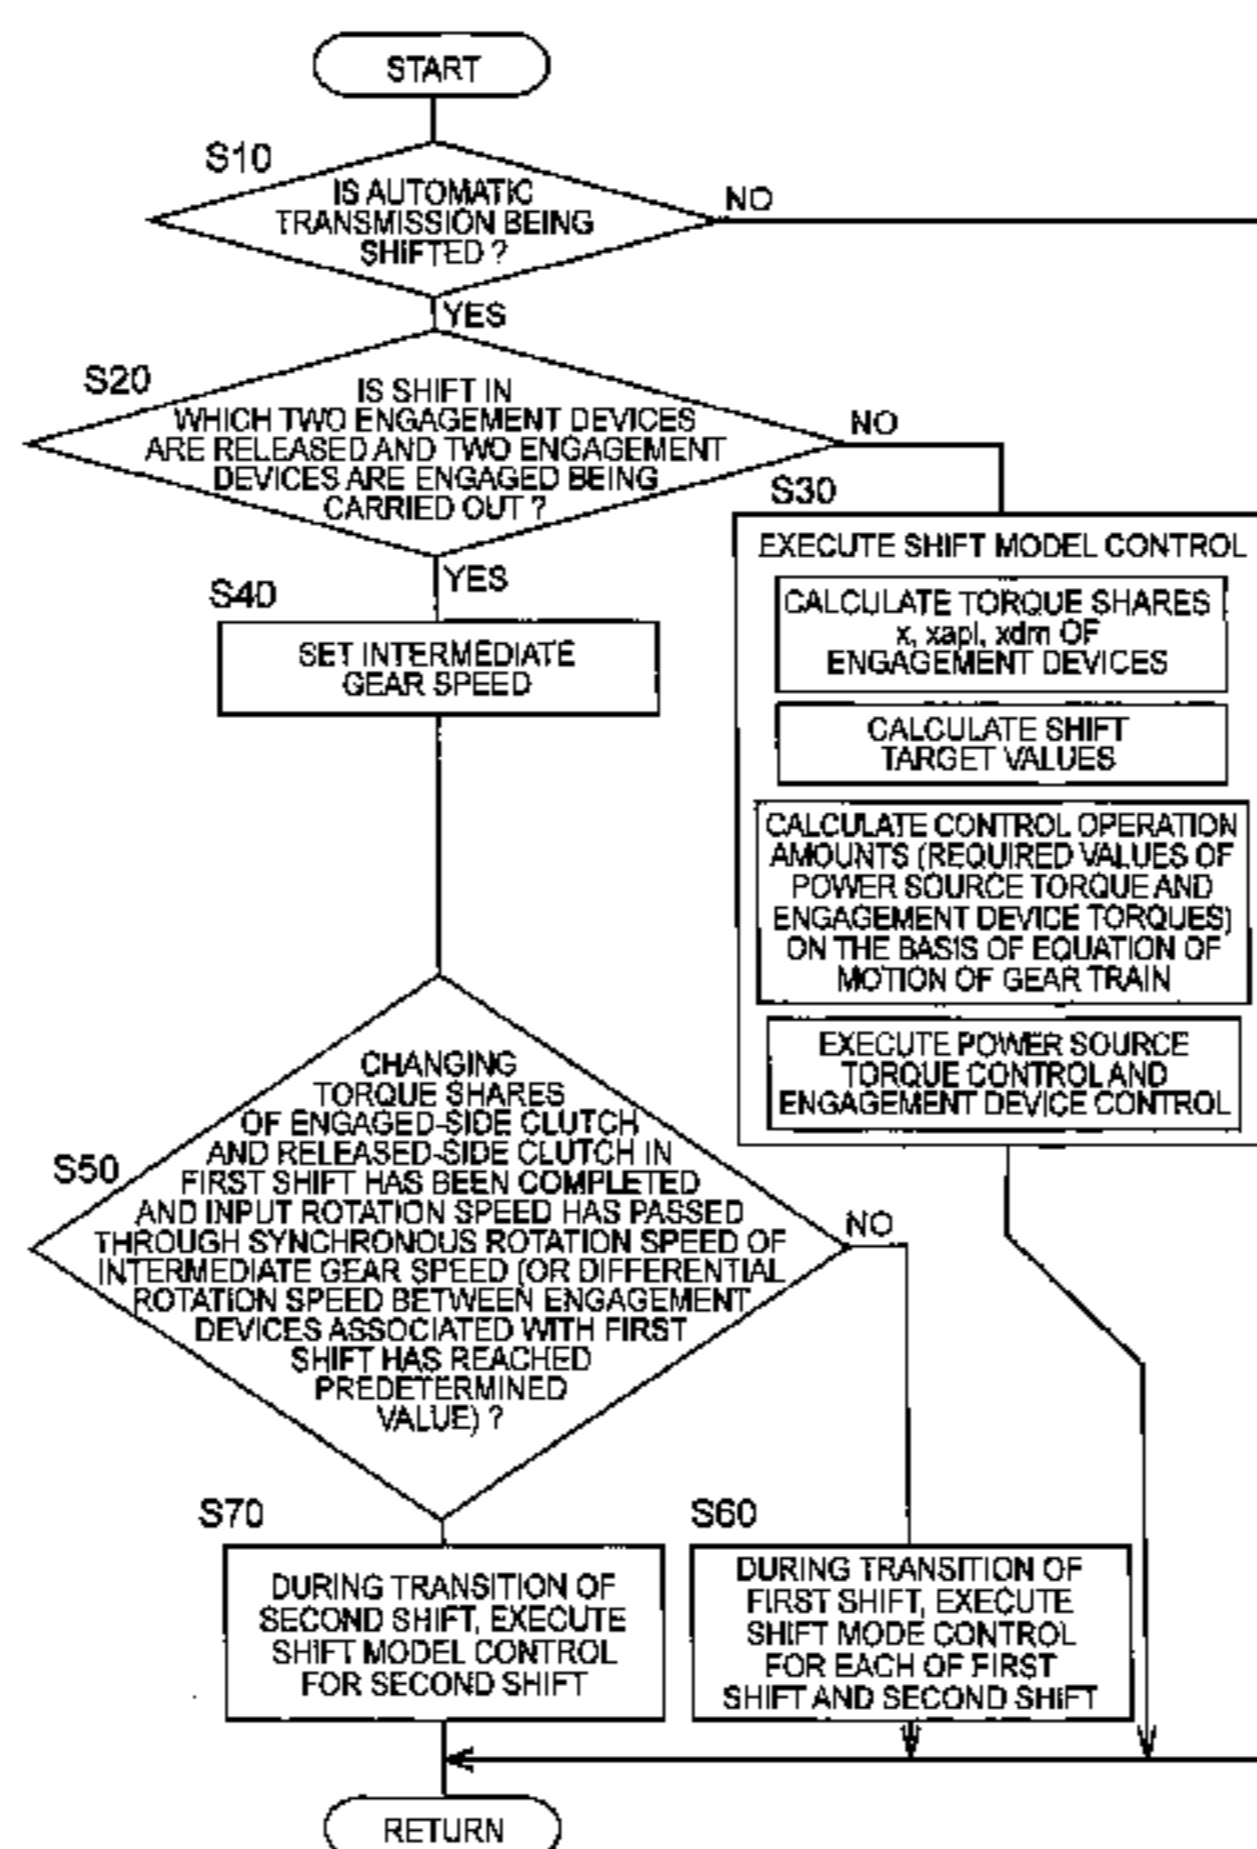 START
S10
IS AUTOMATIC
TRANSMISSION BEING
SHIFTED ?
NO
YES
S20
IS SHIFT IN
WHICH TWO ENGAGEMENT DEVICES
ARE RELEASED AND TWO ENGAGEMENT
DEVICES ARE ENGAGED BEING
CARRIED OUT ?
NO
YES
S30
EXECUTE SHIFT MODEL CONTROL
CALCULATE TORQUE SHARES
x, xapl, xdrn OF
ENGAGEMENT DEVICES
CALCULATE SHIFT
TARGET VALUES
CALCULATE CONTROL OPERATION
AMOUNTS (REQUIRED VALUES OF
POWER SOURCE TORQUE AND
ENGAGEMENT DEVICE TORQUES)
ON THE BASIS OF EQUATION OF
MOTION OF GEAR TRAIN
EXECUTE POWER SOURCE
TORQUE CONTROL AND
ENGAGEMENT DEVICE CONTROL
S40
SET INTERMEDIATE
GEAR SPEED
S50
CHANGING
TORQUE SHARES
OF ENGAGED-SIDE CLUTCH
AND RELEASED-SIDE CLUTCH IN
FIRST SHIFT HAS BEEN COMPLETED
AND INPUT ROTATION SPEED HAS PASSED
THROUGH SYNCHRONOUS ROTATION SPEED OF
INTERMEDIATE GEAR SPEED (OR DIFFERENTIAL
ROTATION SPEED BETWEEN ENGAGEMENT
DEVICES ASSOCIATED WITH FIRST
SHIFT HAS REACHED
PREDETERMINED
VALUE) ?
NO
S70
DURING TRANSITION OF
SECOND SHIFT, EXECUTE
SHIFT MODEL CONTROL
FOR SECOND SHIFT
S60
DURING TRANSITION OF
FIRST SHIFT, EXECUTE
SHIFT MODE CONTROL
FOR EACH OF FIRST
SHIFT AND SECOND SHIFT
RETURN